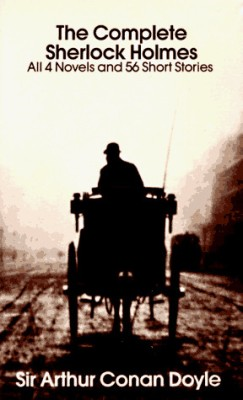 The Complete
Sherlock Holmes
All 4 Novels and 56 Short Stories
Sir Arthur Conan Doyle